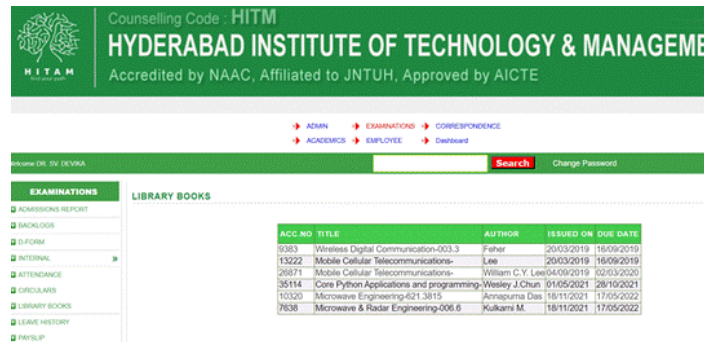 Counselling Code : HITM
HYDERABAD INSTITUTE OF TECHNOLOGY & MANAGEME
Accredited by NAAC, Affiliated to JNTUH, Approved by AICTE
HITAM
find your path
ADMIN EXAMINATIONS CORRESPONDENCE
ACADEMICS EMPLOYEE Dashboard
elcome DR. SV. DEVIKA Search Change Password
EXAMINATIONS
ADMISSIONS REPORT
BACKLOGS
D-FORM
INTERNAL »
ATTENDANCE
CIRCULARS
LIBRARY BOOKS
LEAVE HISTORY
PAYSLIP
LIBRARY BOOKS
ACC.NO TITLE AUTHOR ISSUED ON DUE DATE
9383 Wireless Digital Communication-003.3 Feher 20/03/2019 16/09/2019
13222 Mobile Cellular Telecommunications- Lee 20/03/2019 16/09/2019
26871 Mobile Cellular Telecommunications- William C.Y. Lee 04/09/2019 02/03/2020
35114 Core Python Applications and programming- Wesley J.Chun 01/05/2021 28/10/2021
10320 Microwave Engineering-621.3815 Annapurna Das 18/11/2021 17/05/2022
7638 Microwave & Radar Engineering-006.6 Kulkarni M. 18/11/2021 17/05/2022